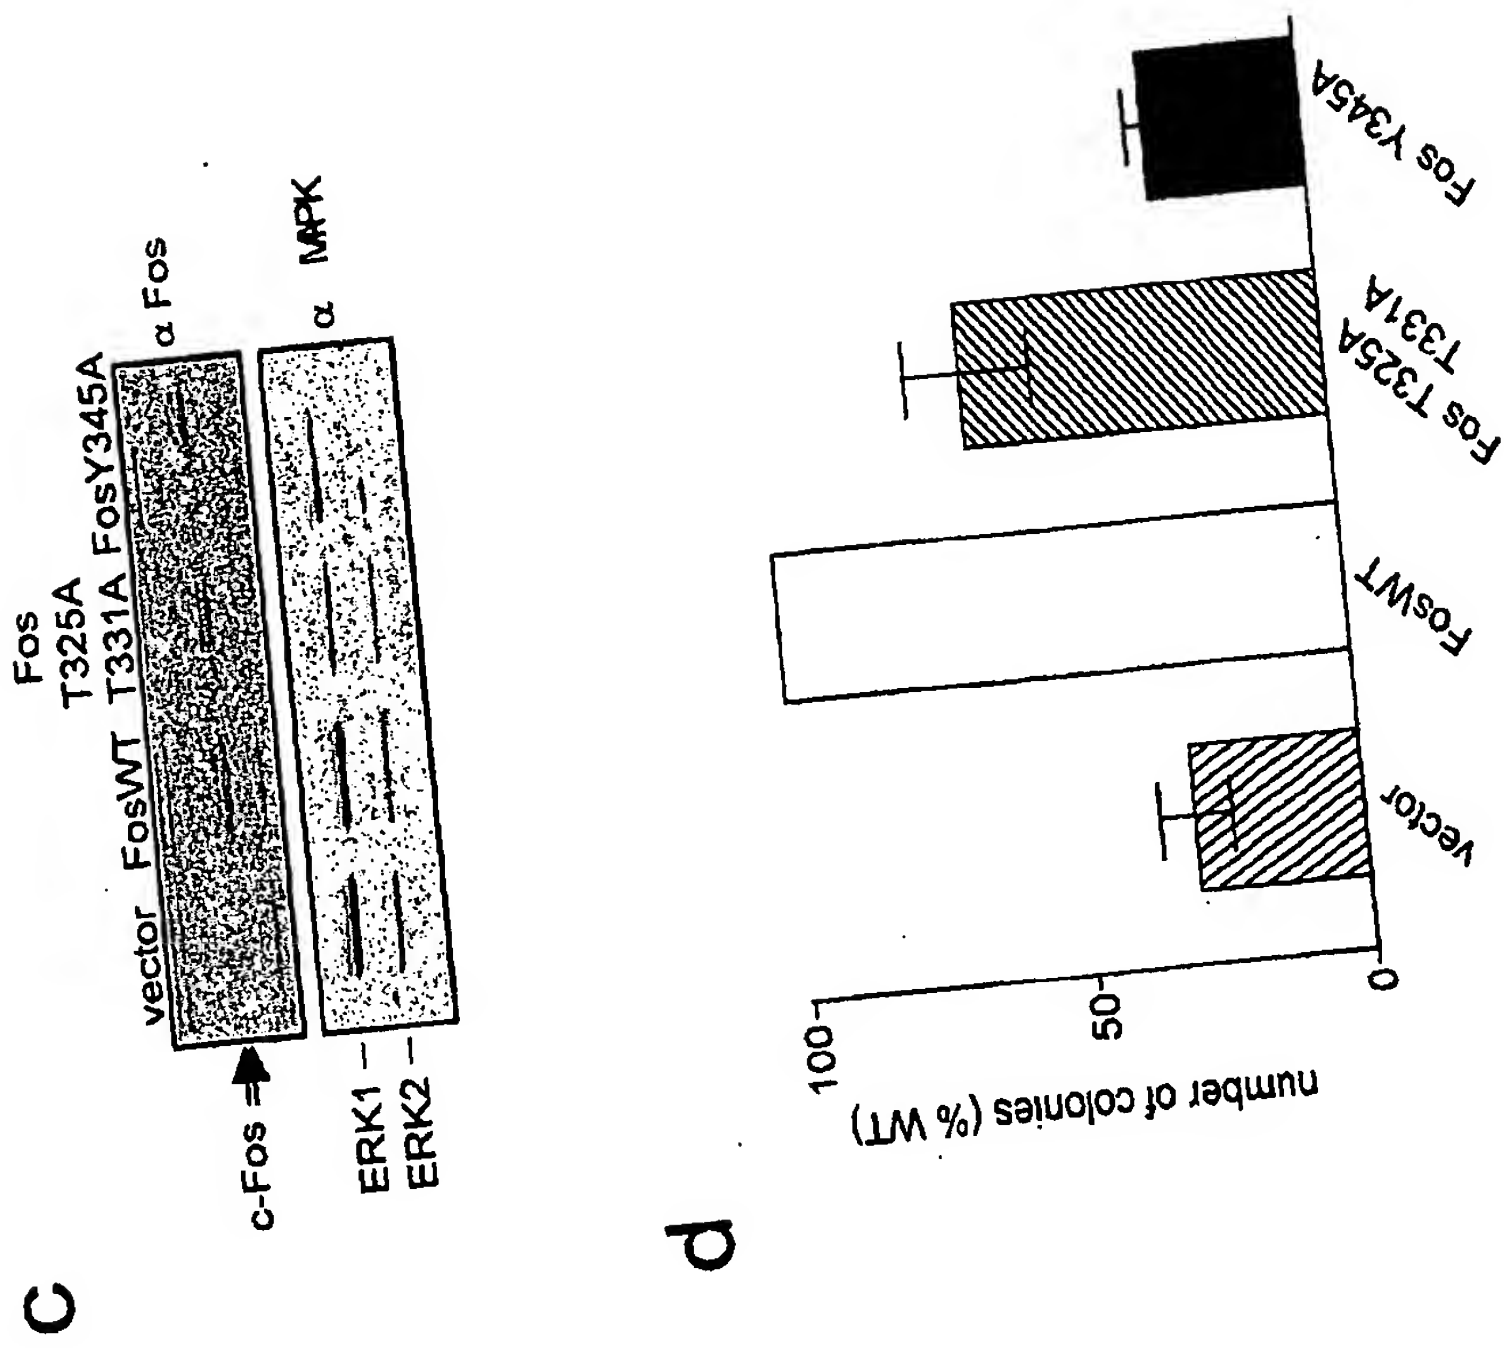 c
Fos
T325A
vector FosWT T331A FosY345A
c-Fos =
α Fos
ERK1 –
ERK2 –
α MAPK
d
number of colonies (% WT)
100
50
0
vector
FosWT
Fos T325A
T331A
Fos Y345A